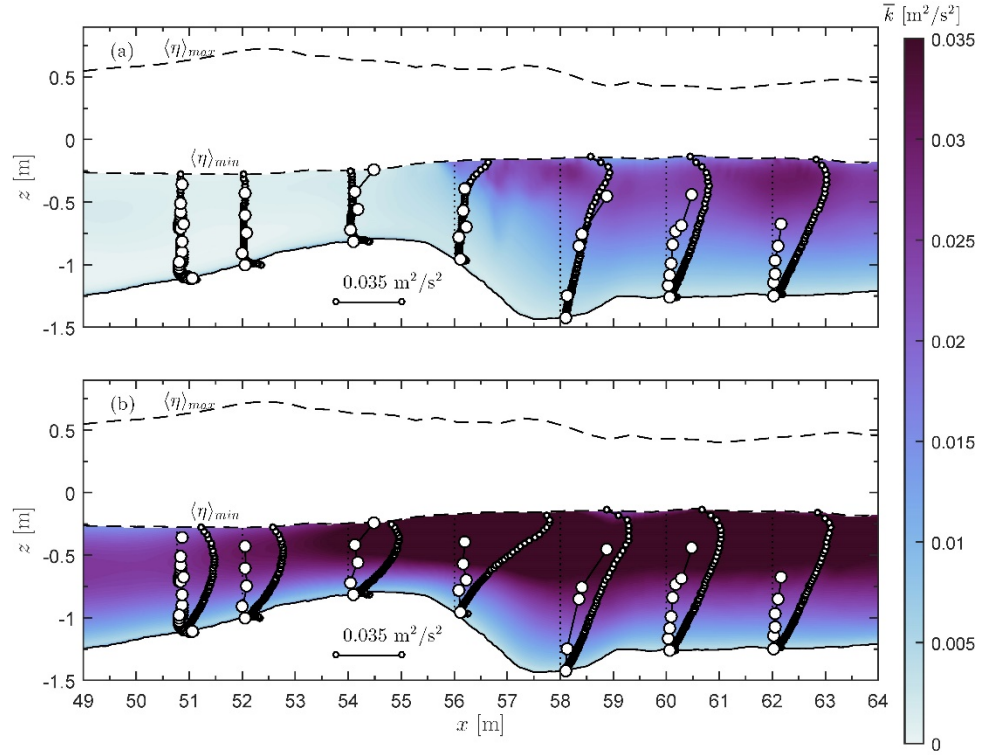 k̅ [m²/s²]
(a)
⟨η⟩max
0.5
0
⟨η⟩min
z [m]
-0.5
-1
0.035 m²/s²
-1.5
(b)
⟨η⟩max
0.5
0
⟨η⟩min
z [m]
-0.5
-1
0.035 m²/s²
-1.5
49 50 51 52 53 54 55 56 57 58 59 60 61 62 63 64
x [m]
0.035
0.03
0.025
0.02
0.015
0.01
0.005
0